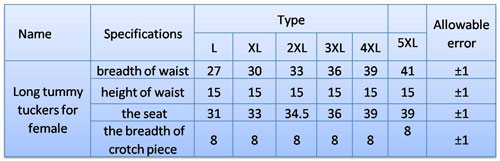 Name Specifications Type Allowable error
L XL 2XL 3XL 4XL 5XL
Long tummy tuckers for female
breadth of waist 27 30 33 36 39 41 ±1
height of waist 15 15 15 15 15 15 ±1
the seat 31 33 34.5 36 39 39 ±1
the breadth of crotch piece 8 8 8 8 8 8 ±1